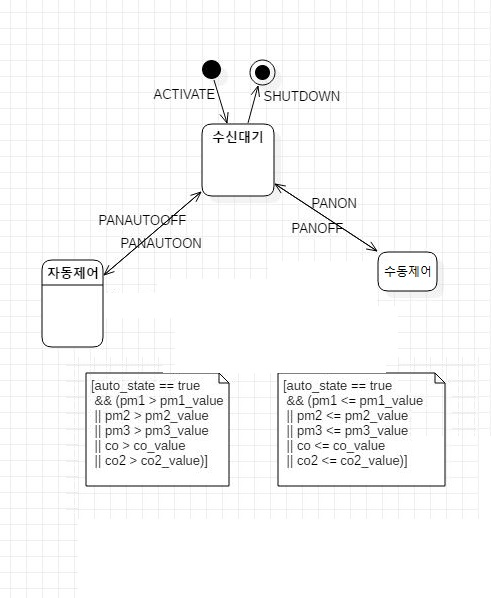 ACTIVATE
SHUTDOWN
수신대기
PANON
PANAUTOOFF
PANOFF
PANAUTOON
자동제어
수동제어
[auto_state == true
&& (pm1 > pm1_value
|| pm2 > pm2_value
|| pm3 > pm3_value
|| co > co_value
|| co2 > co2_value)]
[auto_state == true
&& (pm1 <= pm1_value
|| pm2 <= pm2_value
|| pm3 <= pm3_value
|| co <= co_value
|| co2 <= co2_value)]